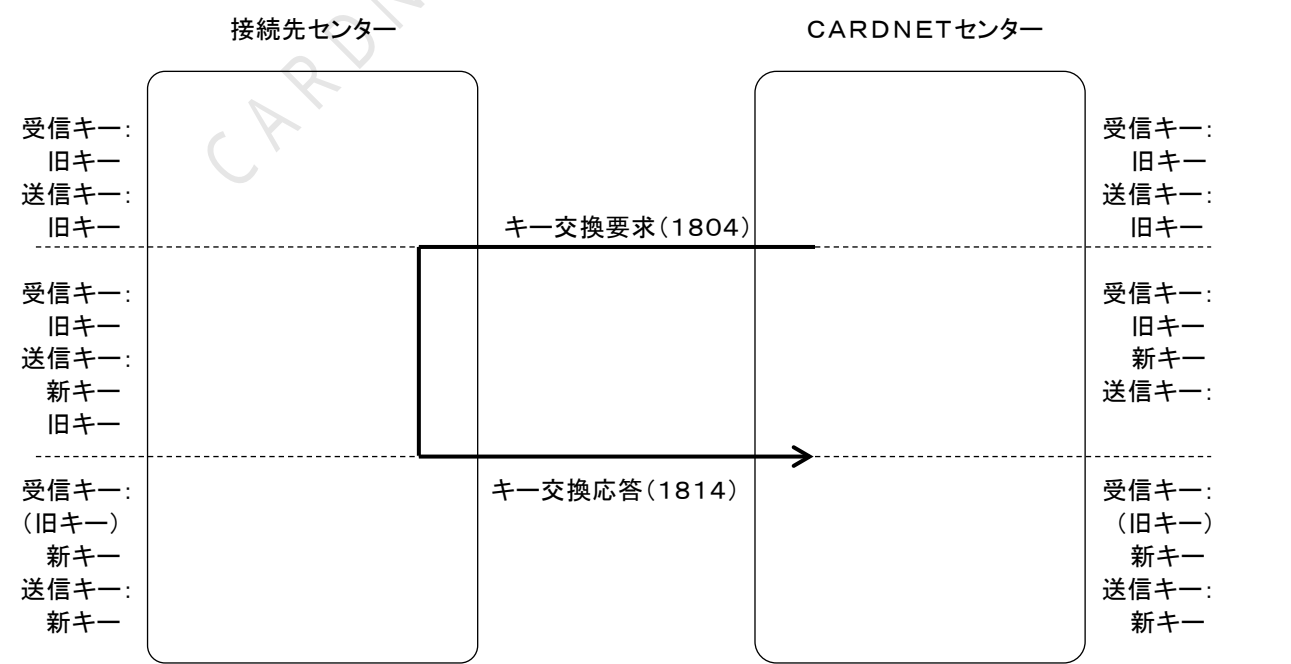 接続先センター
CARDNETセンター
受信キー:
旧キー
送信キー:
旧キー
受信キー:
旧キー
送信キー:
旧キー
キー交換要求(1804)
受信キー:
旧キー
送信キー:
新キー
旧キー
受信キー:
旧キー
新キー
送信キー:
キー交換応答(1814)
受信キー:
(旧キー)
新キー
送信キー:
新キー
受信キー:
(旧キー)
新キー
送信キー:
新キー
CARDN